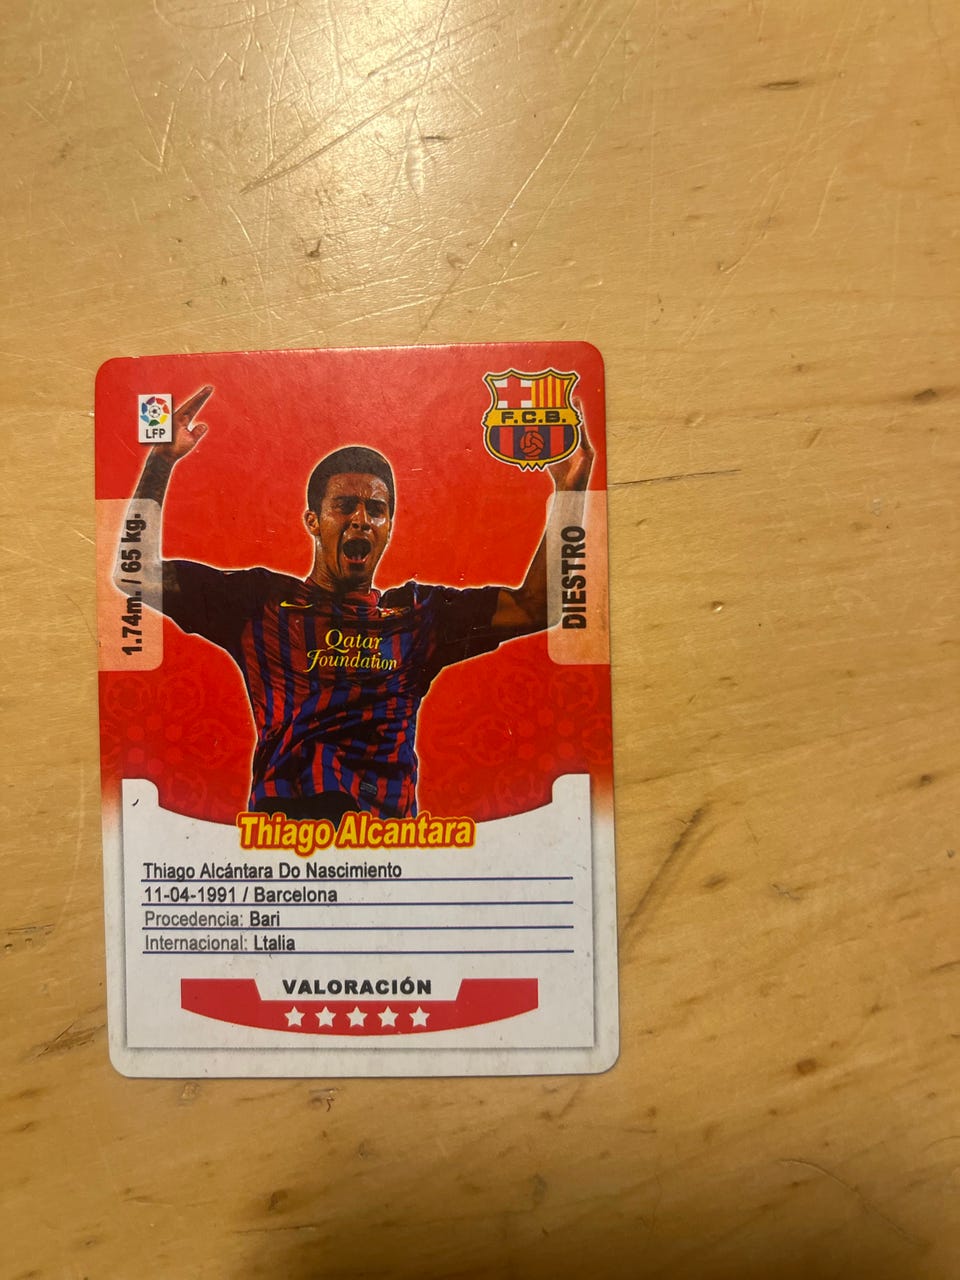 LFP
F.C.B.
1.74m. / 65 kg.
DIESTRO
Qatar
Foundation
Thiago Alcantara
Thiago Alcántara Do Nascimiento
11-04-1991 / Barcelona
Procedencia: Bari
Internacional: Ltalia
VALORACIÓN